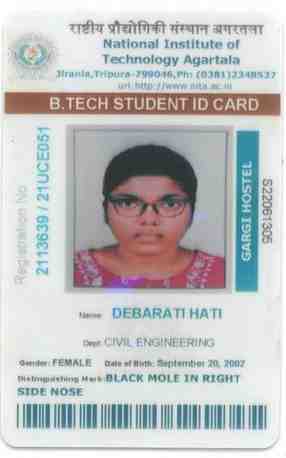 राष्ट्रीय प्रौद्योगिकी संस्थान अगरतला
National Institute of
Technology Agartala
Jirania,Tripura-799046,Ph: (0381)2348537
url:http://www.nita.ac.in
B.TECH STUDENT ID CARD
Registration No
2113639 / 21UCE051
GARGI HOSTEL
S22061305
Name DEBARATI HATI
Dept: CIVIL ENGINEERING
Gender: FEMALE Date of Birth: September 20, 2002
Distinguishing Mark: BLACK MOLE IN RIGHT
SIDE NOSE